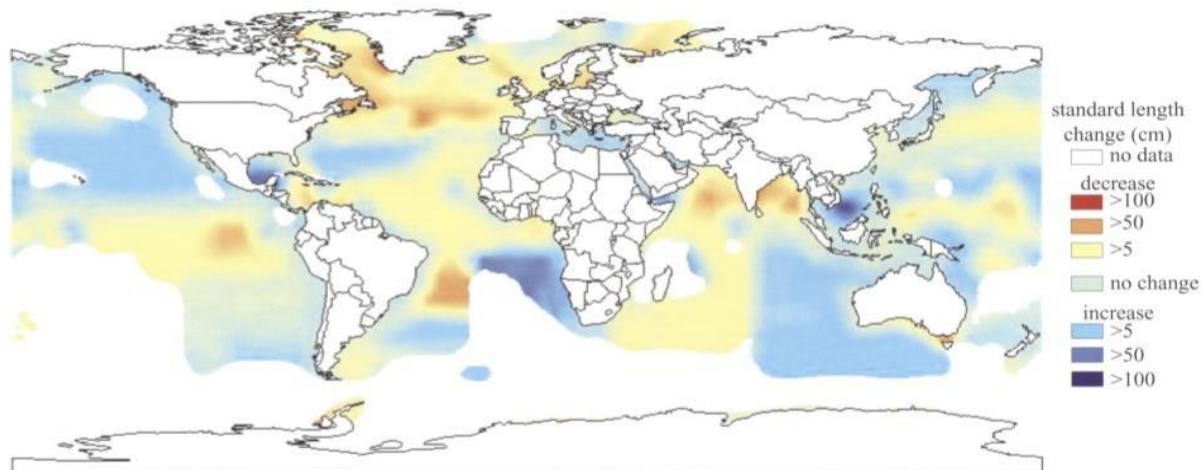 standard length
change (cm)
no data
decrease
>100
>50
>5
no change
increase
>5
>50
>100